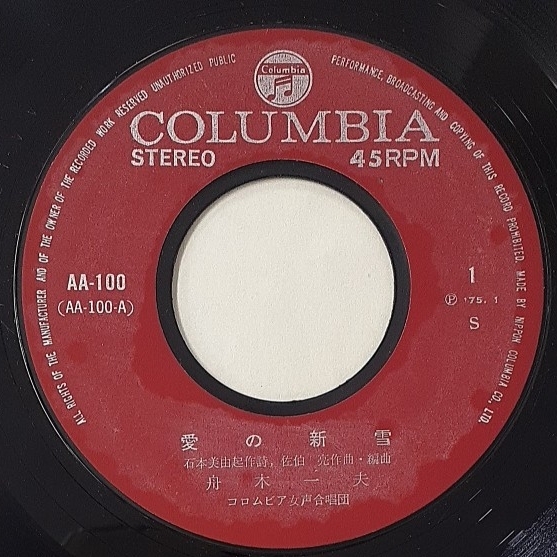 ALL RIGHTS OF THE MANUFACTURER AND OF THE OWNER OF THE RECORDED WORK RESERVED UNAUTHORIZED PUBLIC PERFORMANCE, BROADCASTING AND COPYING OF THIS RECORD PROHIBITED. MADE BY NIPPON COLUMBIA CO., LTD.
Columbia
COLUMBIA
STEREO 45RPM
AA-100 1
(AA-100-A) Ⓟ '75. 1
S
愛の新雪
石本美由起作詩, 佐伯 亮作曲・編曲
舟木一夫
コロムビア女声合唱団